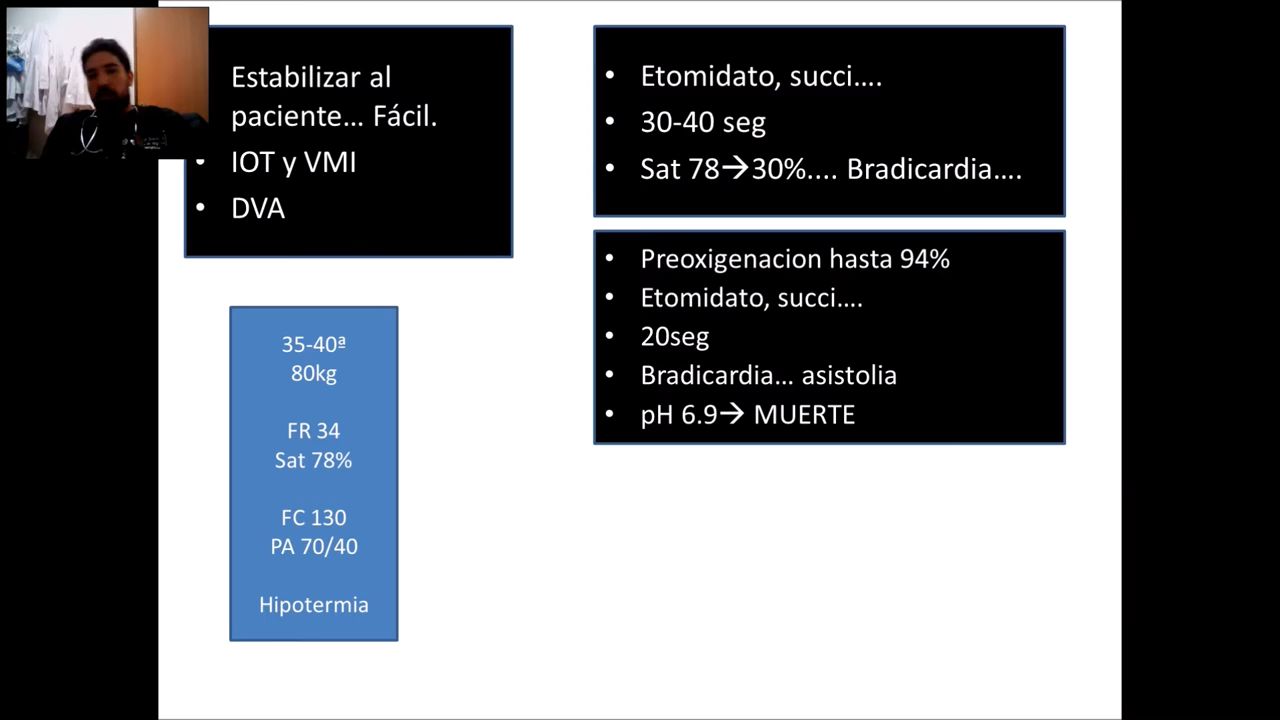 Estabilizar al
paciente... Fácil.
• IOT y VMI
• DVA
• Etomidato, succi....
• 30-40 seg
• Sat 78→30%.... Bradicardia....
• Preoxigenacion hasta 94%
• Etomidato, succi....
• 20seg
• Bradicardia... asistolia
• pH 6.9→ MUERTE
35-40ª
80kg
FR 34
Sat 78%
FC 130
PA 70/40
Hipotermia